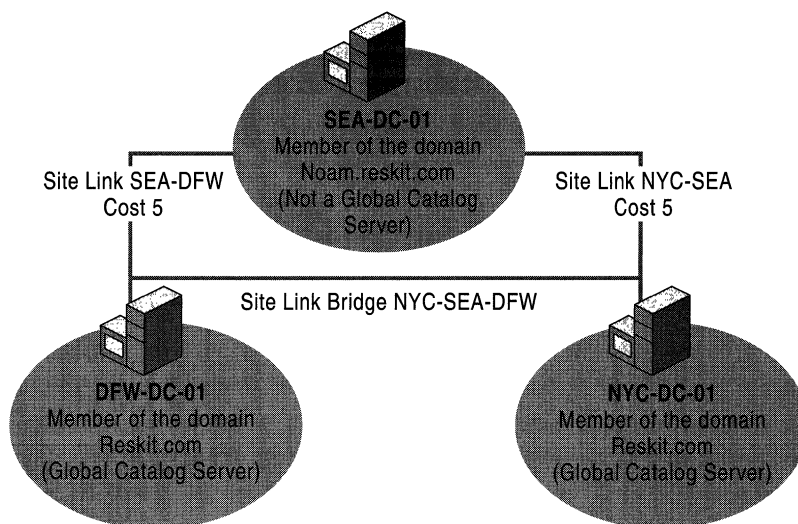 SEA-DC-01
Member of the domain
Noam.reskit.com
(Not a Global Catalog
Server)
Site Link SEA-DFW
Cost 5
Site Link NYC-SEA
Cost 5
Site Link Bridge NYC-SEA-DFW
DFW-DC-01
Member of the domain
Reskit.com
(Global Catalog Server)
NYC-DC-01
Member of the domain
Reskit.com
(Global Catalog Server)